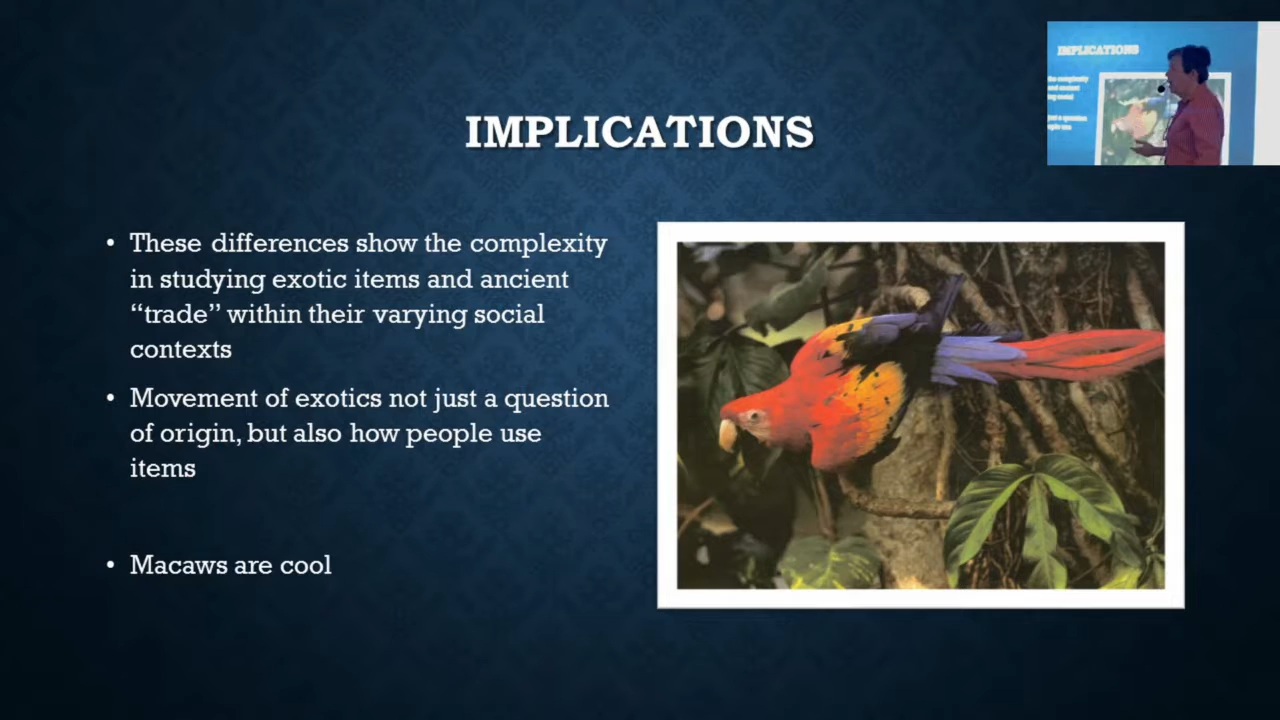 IMPLICATIONS
• These differences show the complexity
in studying exotic items and ancient
“trade” within their varying social
contexts
• Movement of exotics not just a question
of origin, but also how people use
items
• Macaws are cool
IMPLICATIONS